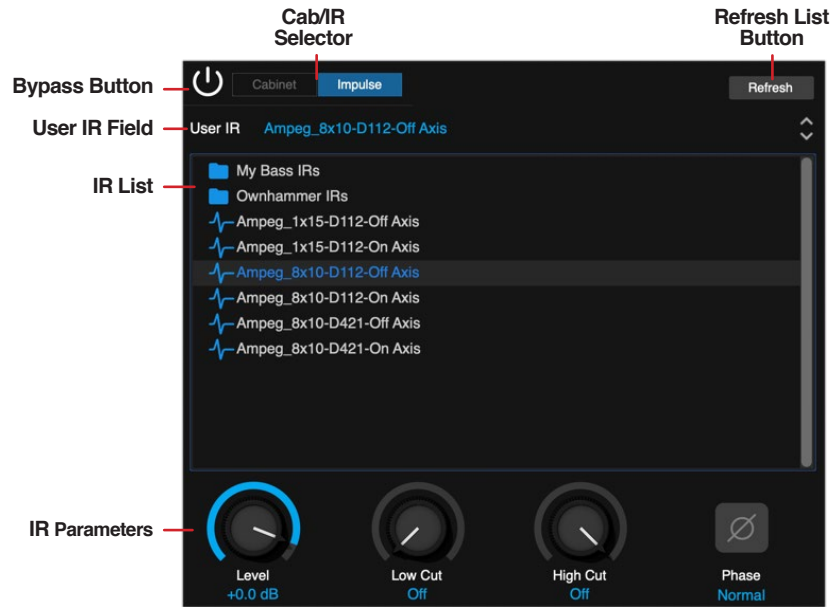 Cab/IR
Selector
Refresh List
Button
Bypass Button
Cabinet
Impulse
Refresh
User IR Field
User IR
Ampeg_8x10-D112-Off Axis
IR List
My Bass IRs
Ownhammer IRs
Ampeg_1x15-D112-Off Axis
Ampeg_1x15-D112-On Axis
Ampeg_8x10-D112-Off Axis
Ampeg_8x10-D112-On Axis
Ampeg_8x10-D421-Off Axis
Ampeg_8x10-D421-On Axis
IR Parameters
Level
Low Cut
High Cut
Phase
+0.0 dB
Off
Off
Normal